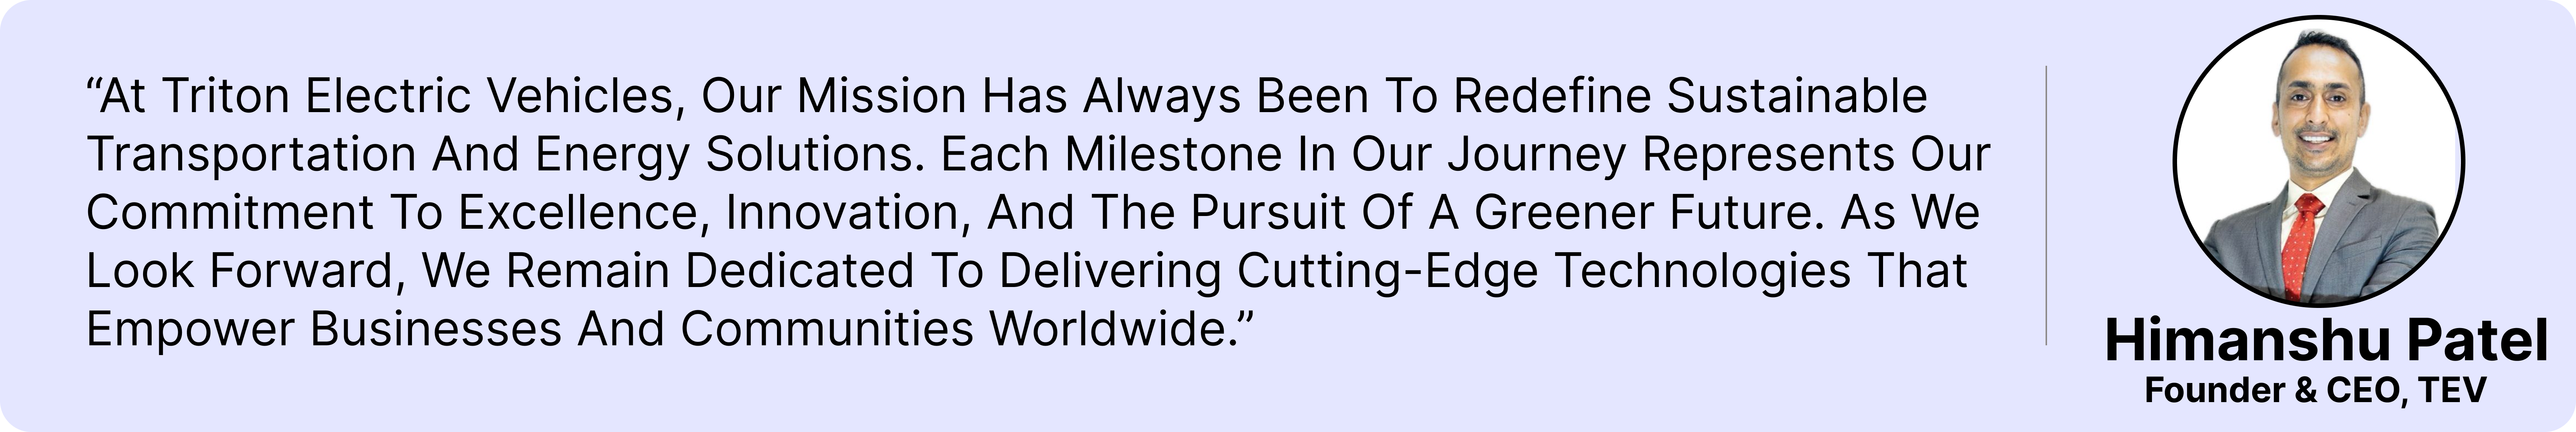 “At Triton Electric Vehicles, Our Mission Has Always Been To Redefine Sustainable
Transportation And Energy Solutions. Each Milestone In Our Journey Represents Our
Commitment To Excellence, Innovation, And The Pursuit Of A Greener Future. As We
Look Forward, We Remain Dedicated To Delivering Cutting-Edge Technologies That
Empower Businesses And Communities Worldwide.”
Himanshu Patel
Founder & CEO, TEV